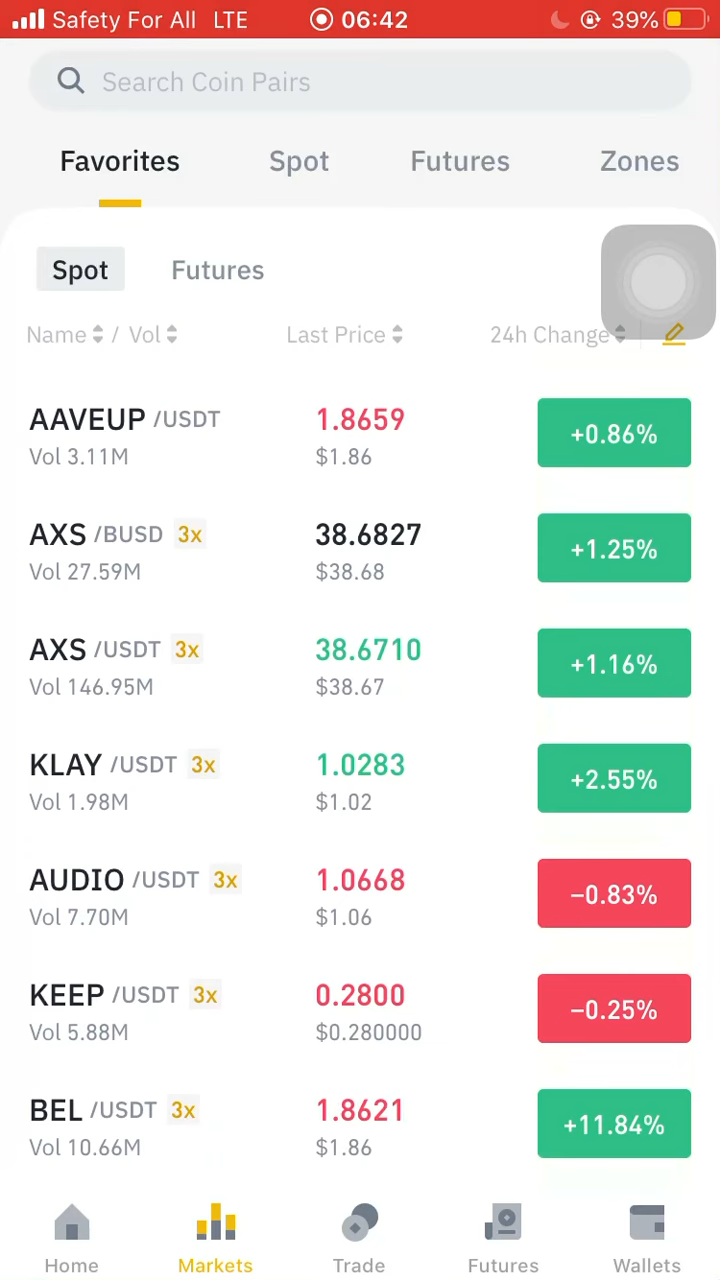 Safety For All LTE 06:42 39%
Search Coin Pairs
Favorites Spot Futures Zones
Spot Futures
Name / Vol Last Price 24h Change
AAVEUP /USDT 1.8659 +0.86%
Vol 3.11M $1.86
AXS /BUSD 3x 38.6827 +1.25%
Vol 27.59M $38.68
AXS /USDT 3x 38.6710 +1.16%
Vol 146.95M $38.67
KLAY /USDT 3x 1.0283 +2.55%
Vol 1.98M $1.02
AUDIO /USDT 3x 1.0668 −0.83%
Vol 7.70M $1.06
KEEP /USDT 3x 0.2800 −0.25%
Vol 5.88M $0.280000
BEL /USDT 3x 1.8621 +11.84%
Vol 10.66M $1.86
Home Markets Trade Futures Wallets